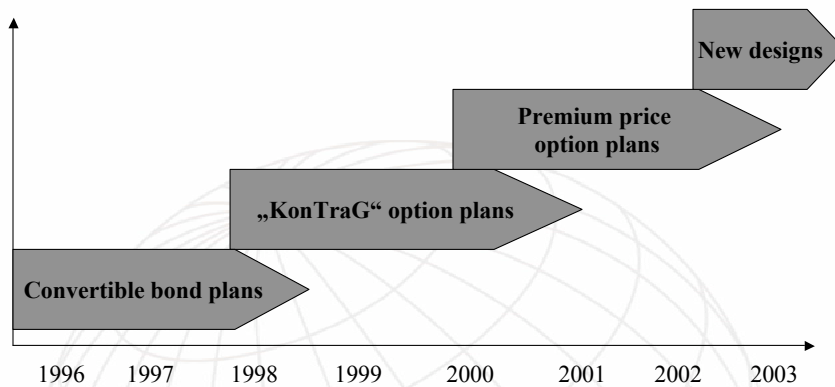 New designs
Premium price
option plans
„KonTraG“ option plans
Convertible bond plans
1996 1997 1998 1999 2000 2001 2002 2003